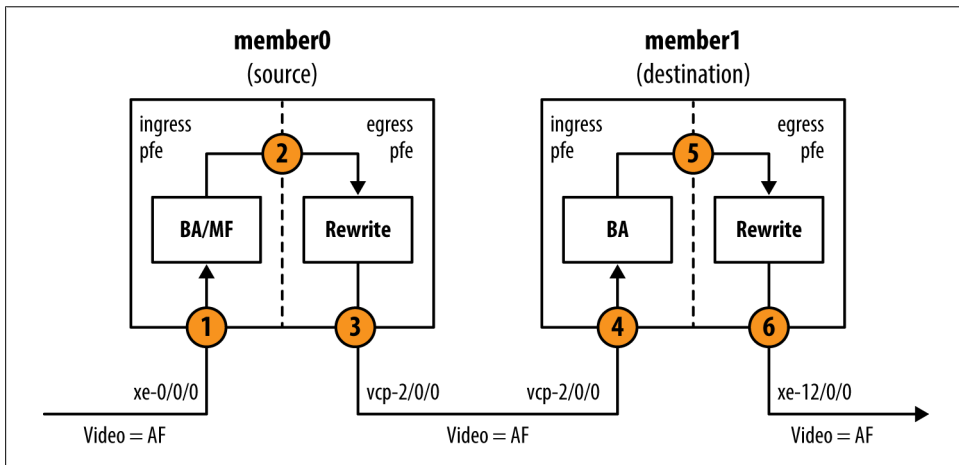 member0
(source)
member1
(destination)
ingress
pfe
egress
pfe
ingress
pfe
egress
pfe
2
5
BA/MF
Rewrite
BA
Rewrite
1
3
4
6
xe-0/0/0
vcp-2/0/0
vcp-2/0/0
xe-12/0/0
Video = AF
Video = AF
Video = AF